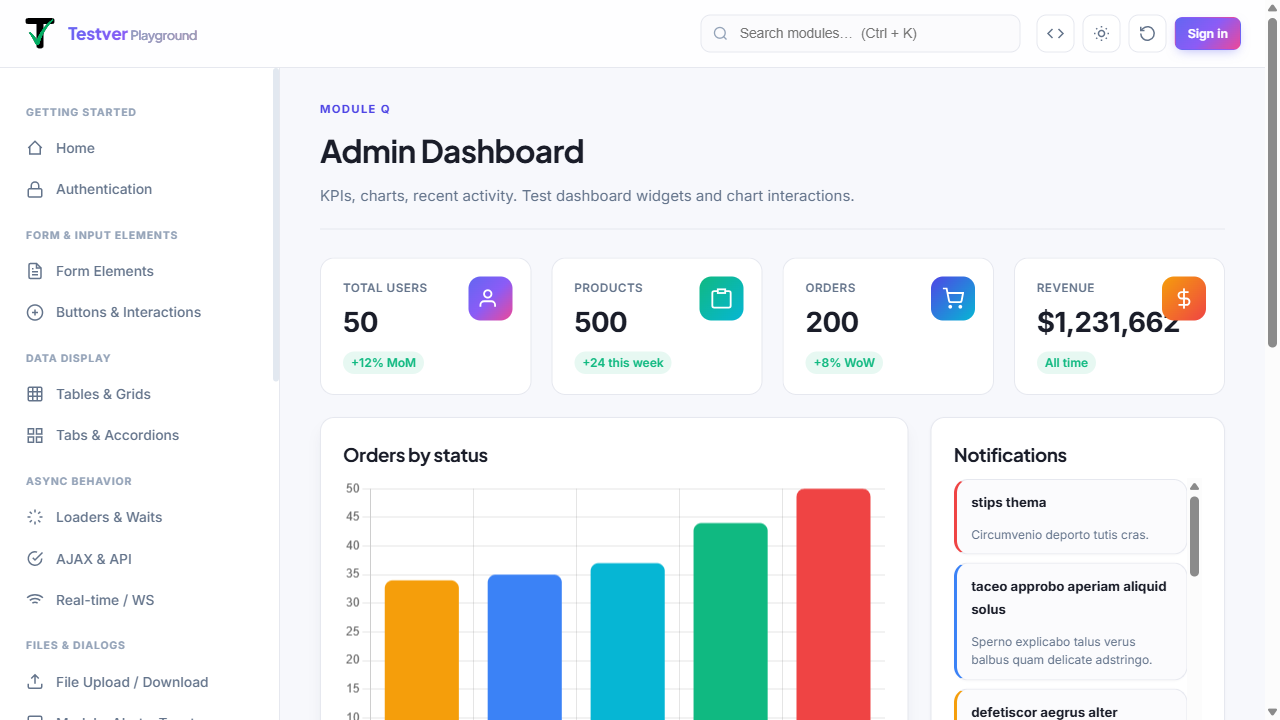 Testver Playground
Search modules... (Ctrl + K)
Sign in
GETTING STARTED
Home
Authentication
FORM & INPUT ELEMENTS
Form Elements
Buttons & Interactions
DATA DISPLAY
Tables & Grids
Tabs & Accordions
ASYNC BEHAVIOR
Loaders & Waits
AJAX & API
Real-time / WS
FILES & DIALOGS
File Upload / Download
MODULE Q
Admin Dashboard
KPIs, charts, recent activity. Test dashboard widgets and chart interactions.
TOTAL USERS
50
+12% MoM
PRODUCTS
500
+24 this week
ORDERS
200
+8% WoW
REVENUE
$1,231,662
All time
Orders by status
50
45
40
35
30
25
20
15
10
Notifications
stips thema
Circumvenio deporto tutis cras.
taceo approbo aperiam aliquid
solus
Sperno explicabo talus verus
balbus quam delicate adstringo.
defetiscor aegrus alter